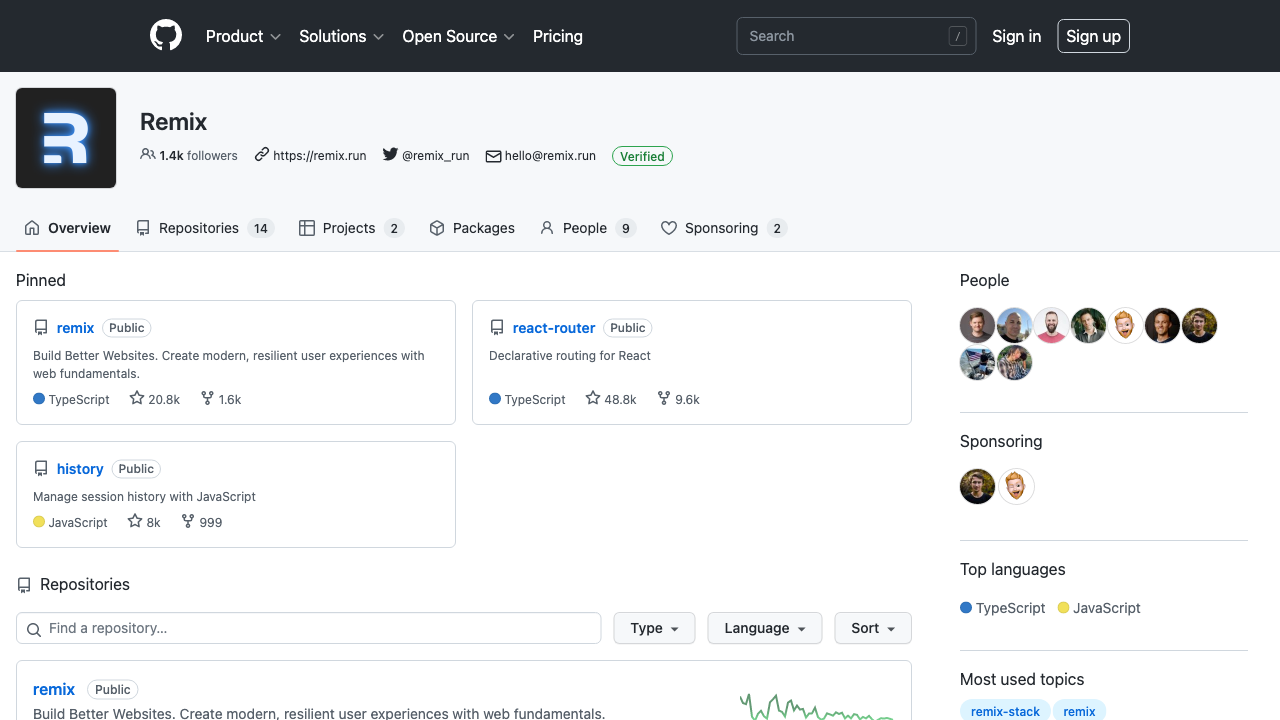 Product Solutions Open Source Pricing Search / Sign in Sign up
Remix
1.4k followers https://remix.run @remix_run hello@remix.run Verified
Overview Repositories 14 Projects 2 Packages People 9 Sponsoring 2
Pinned
remix Public
Build Better Websites. Create modern, resilient user experiences with
web fundamentals.
TypeScript 20.8k 1.6k
react-router Public
Declarative routing for React
TypeScript 48.8k 9.6k
history Public
Manage session history with JavaScript
JavaScript 8k 999
Repositories
Find a repository...
Type Language Sort
remix Public
Build Better Websites. Create modern, resilient user experiences with web fundamentals.
People
Sponsoring
Top languages
TypeScript JavaScript
Most used topics
remix-stack remix